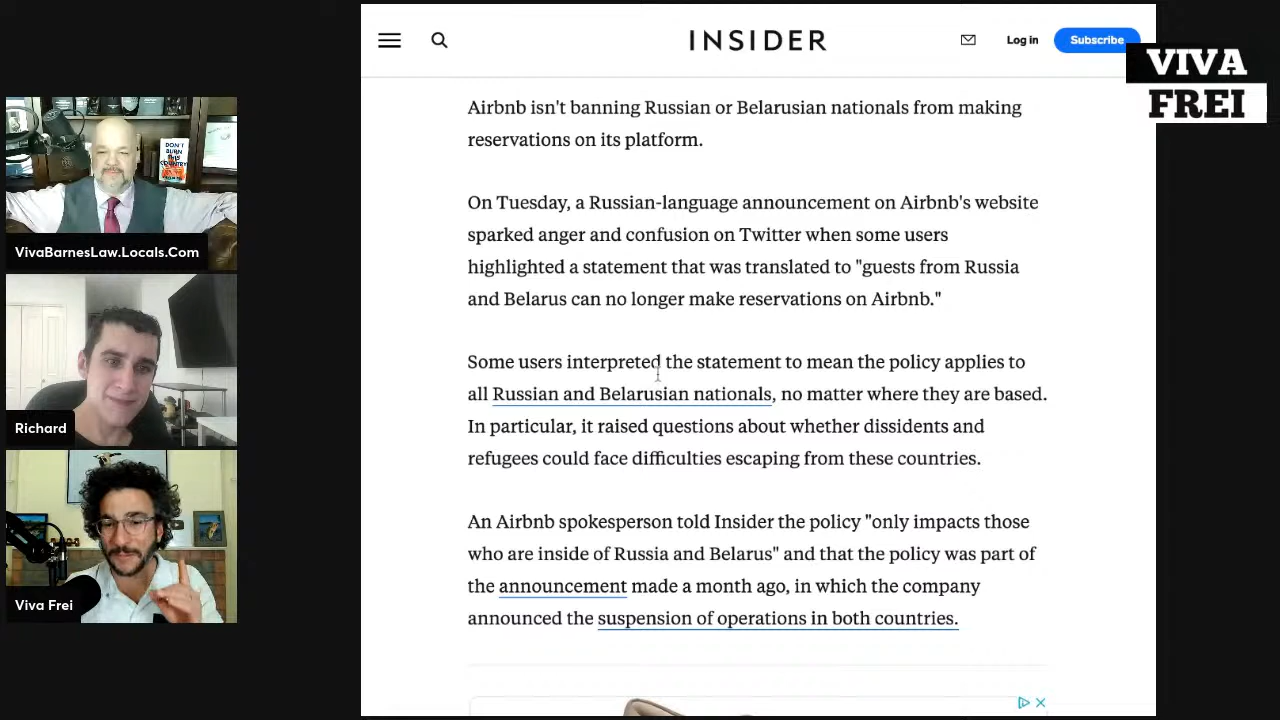 INSIDER
Log in
Subscribe
VIVA
FREI
Airbnb isn't banning Russian or Belarusian nationals from making
reservations on its platform.
On Tuesday, a Russian-language announcement on Airbnb's website
sparked anger and confusion on Twitter when some users
highlighted a statement that was translated to "guests from Russia
and Belarus can no longer make reservations on Airbnb."
Some users interpreted the statement to mean the policy applies to
all Russian and Belarusian nationals, no matter where they are based.
In particular, it raised questions about whether dissidents and
refugees could face difficulties escaping from these countries.
An Airbnb spokesperson told Insider the policy "only impacts those
who are inside of Russia and Belarus" and that the policy was part of
the announcement made a month ago, in which the company
announced the suspension of operations in both countries.
DON'T
BURN
THIS
COUNTRY
VivaBarnesLaw.Locals.Com
Richard
Viva Frei